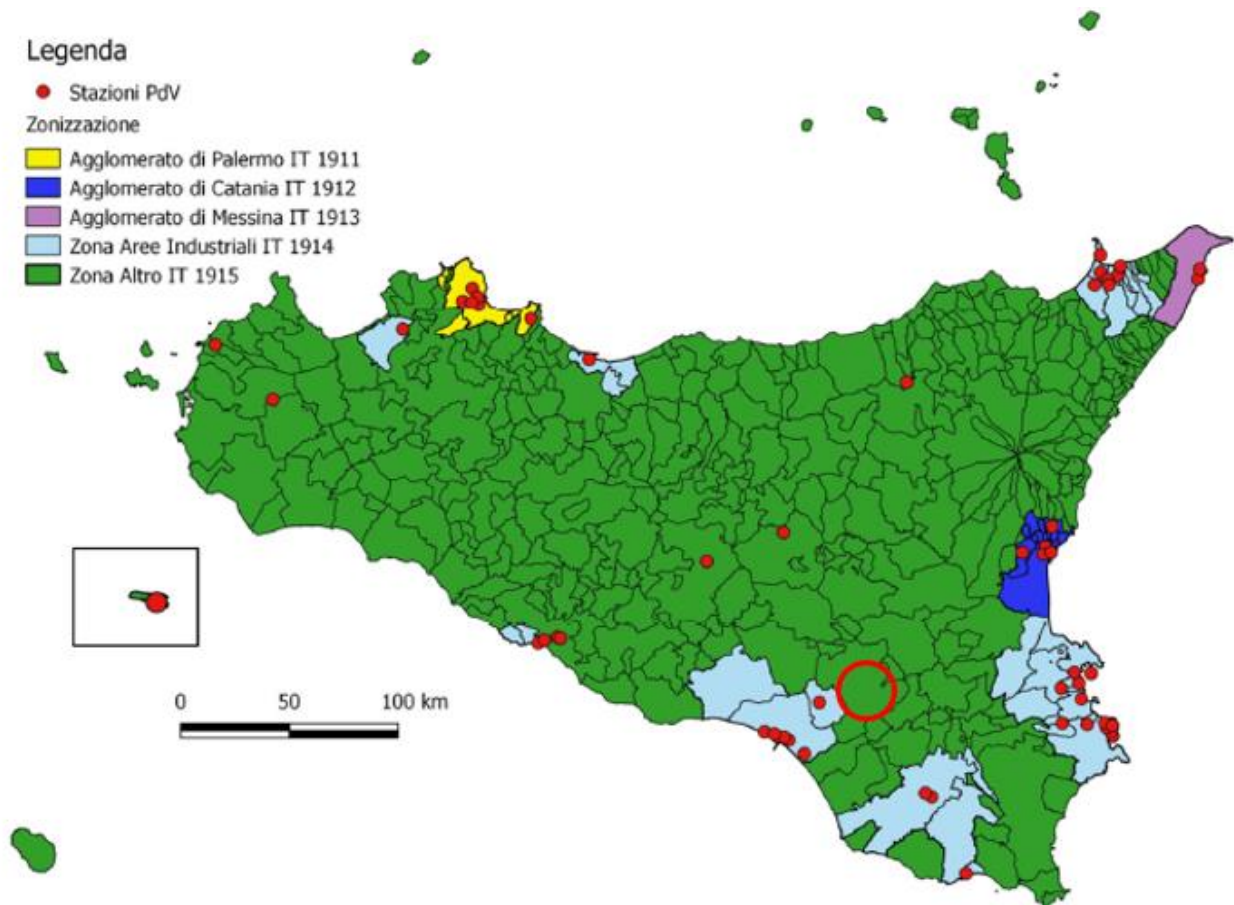 Legenda
Stazioni PdV
Zonizzazione
Agglomerato di Palermo IT 1911
Agglomerato di Catania IT 1912
Agglomerato di Messina IT 1913
Zona Aree Industriali IT 1914
Zona Altro IT 1915
0 50 100 km